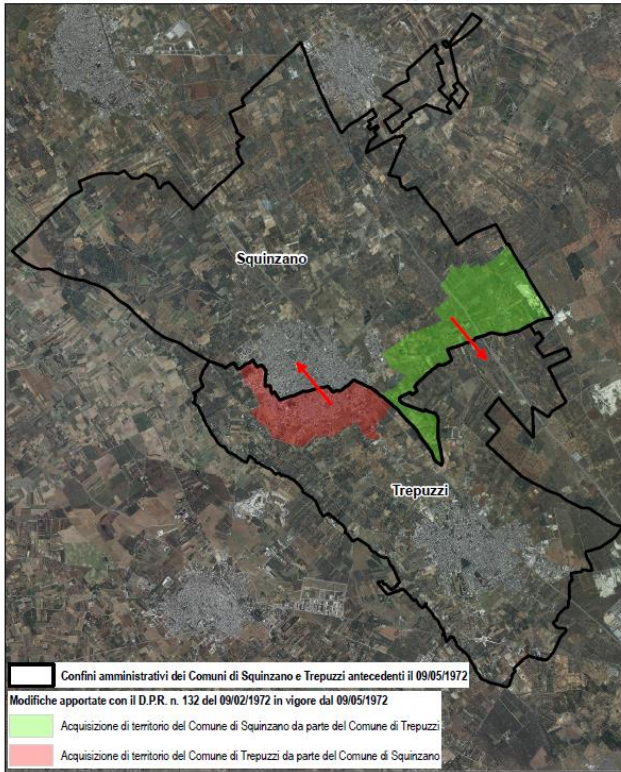 Squinzano
Trepuzzi
Confini amministrativi dei Comuni di Squinzano e Trepuzzi antecedenti il 09/05/1972
Modifiche apportate con il D.P.R. n. 132 del 09/02/1972 in vigore dal 09/05/1972
Acquisizione di territorio del Comune di Squinzano da parte del Comune di Trepuzzi
Acquisizione di territorio del Comune di Trepuzzi da parte del Comune di Squinzano